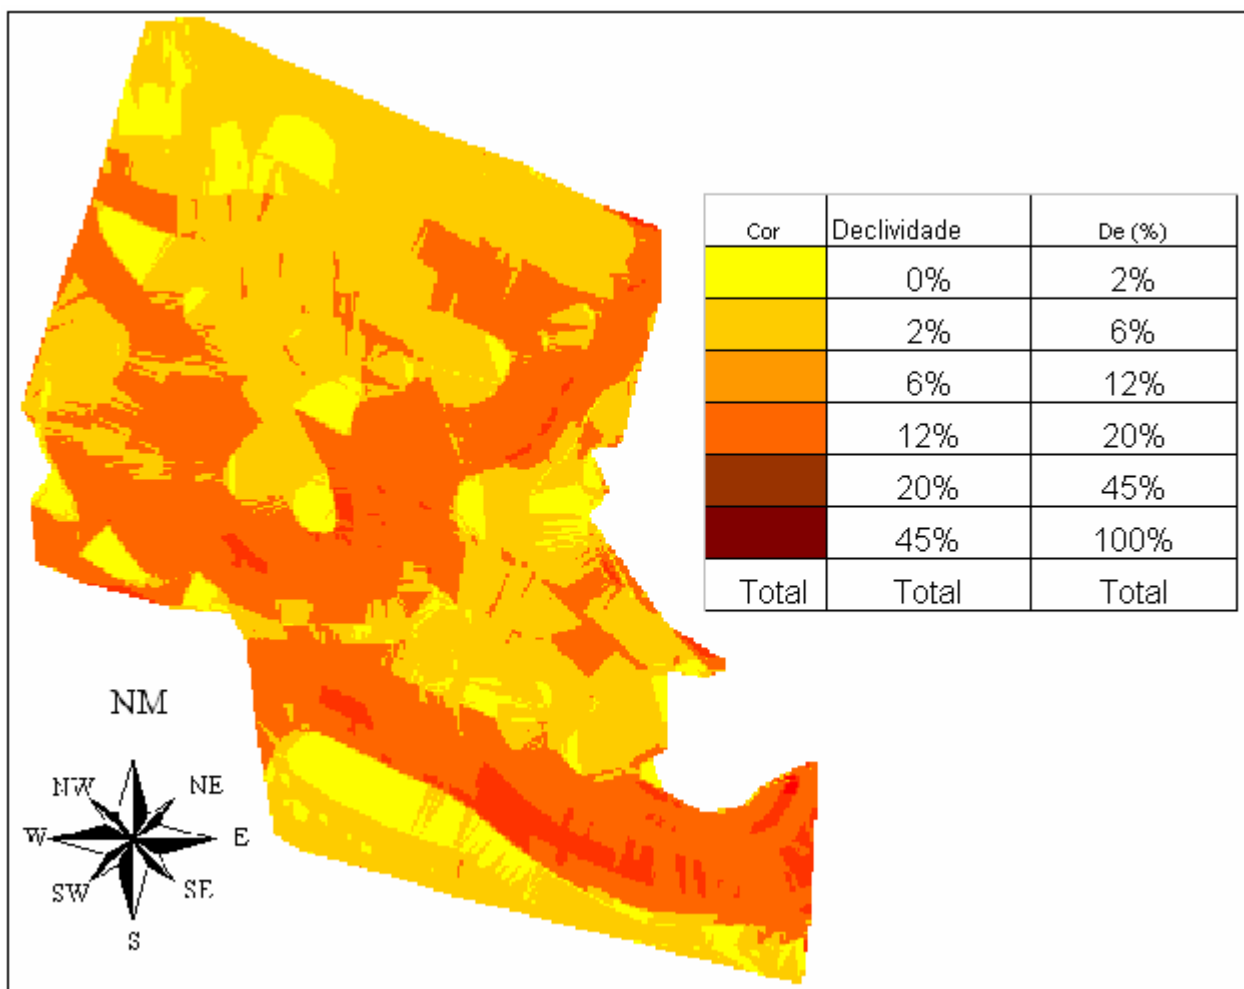 Cor Declividade De (%)
0% 2%
2% 6%
6% 12%
12% 20%
20% 45%
45% 100%
Total Total Total
NM
NW NE
W E
SW SE
S